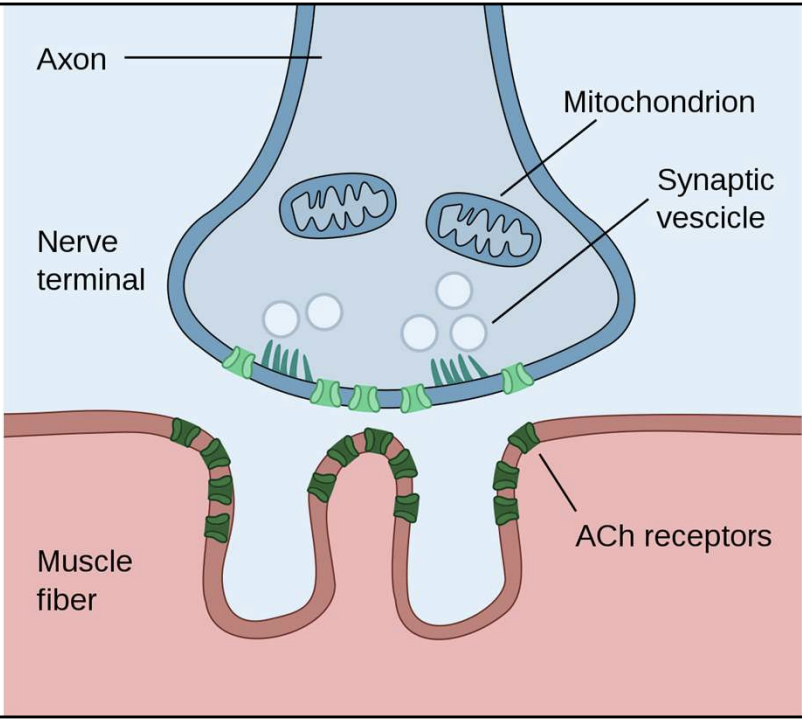 Axon
Mitochondrion
Synaptic
vescicle
Nerve
terminal
ACh receptors
Muscle
fiber